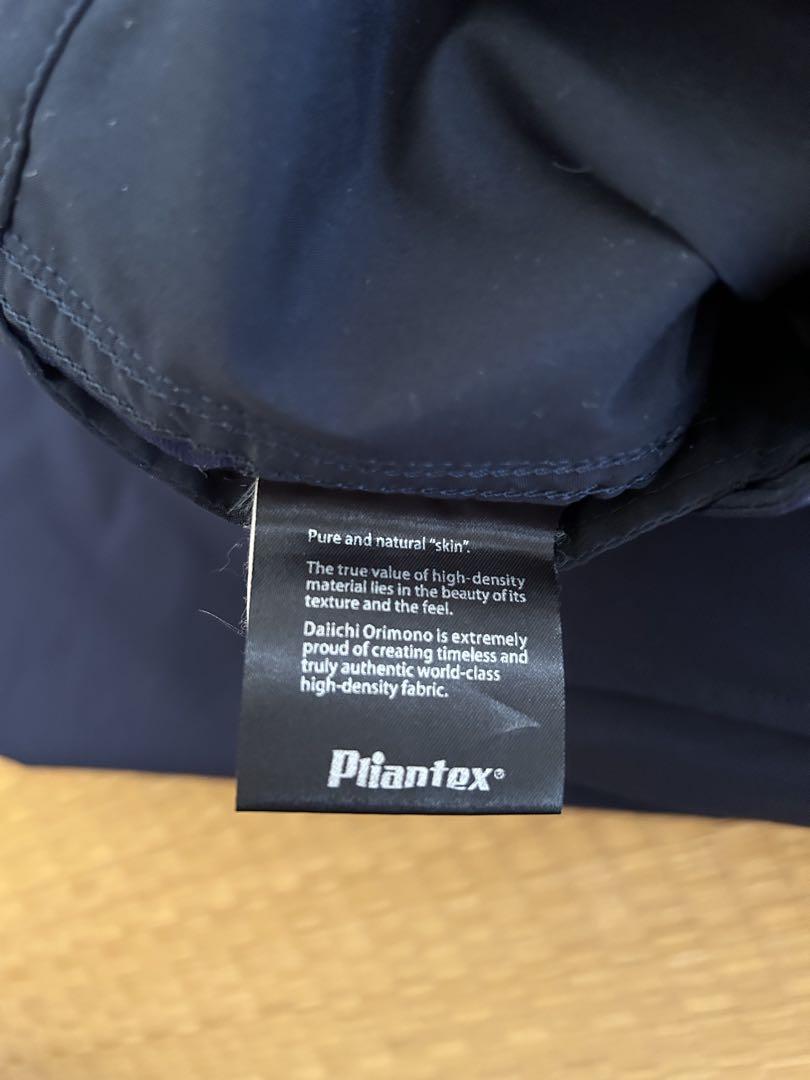 Pure and natural "skin".
The true value of high-density
material lies in the beauty of its
texture and the feel.
Daiichi Orimono is extremely
proud of creating timeless and
truly authentic world-class
high-density fabric.
Pliantex®